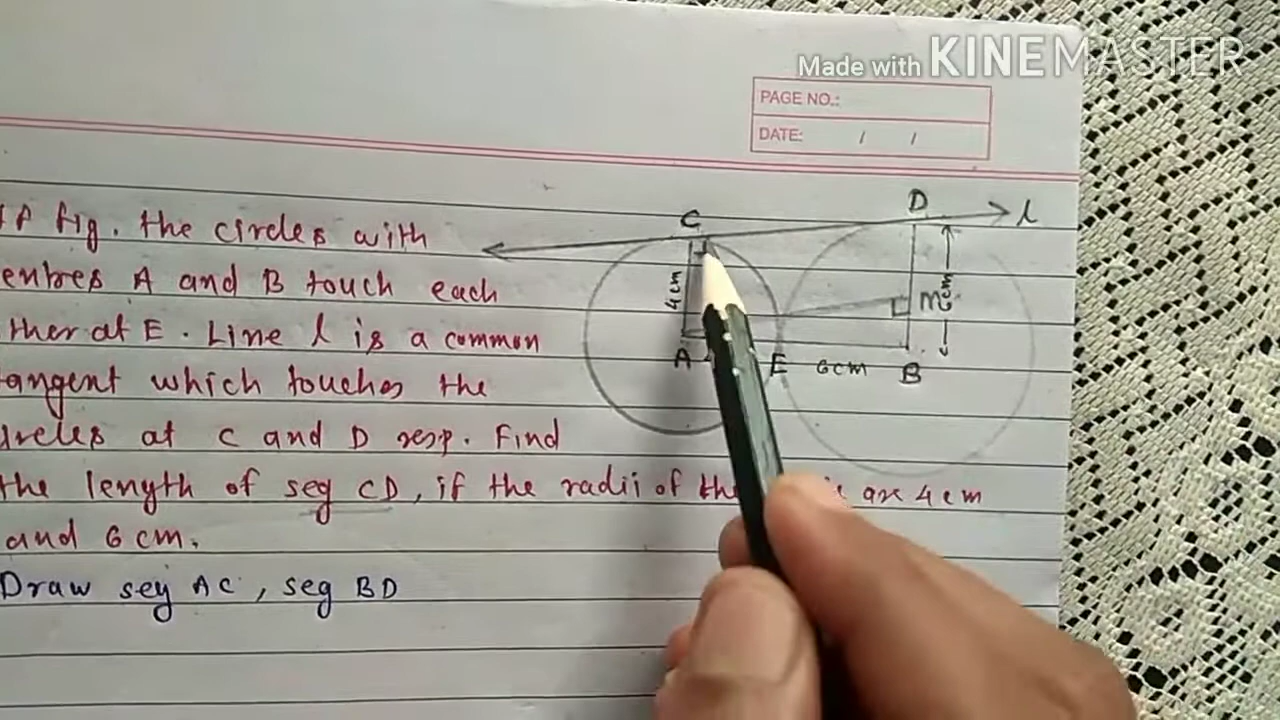 Made with KINEMASTER
PAGE NO.:
DATE: / /
If fig. the circles with
entres A and B touch each
ther at E. Line l is a common
tangent which touches the
ircles at C and D resp. Find
the length of seg CD, if the radii of the are 4cm
and 6 cm.
Draw seg AC, seg BD
C
D
l
4cm
M
6cm
A
E
6cm
B